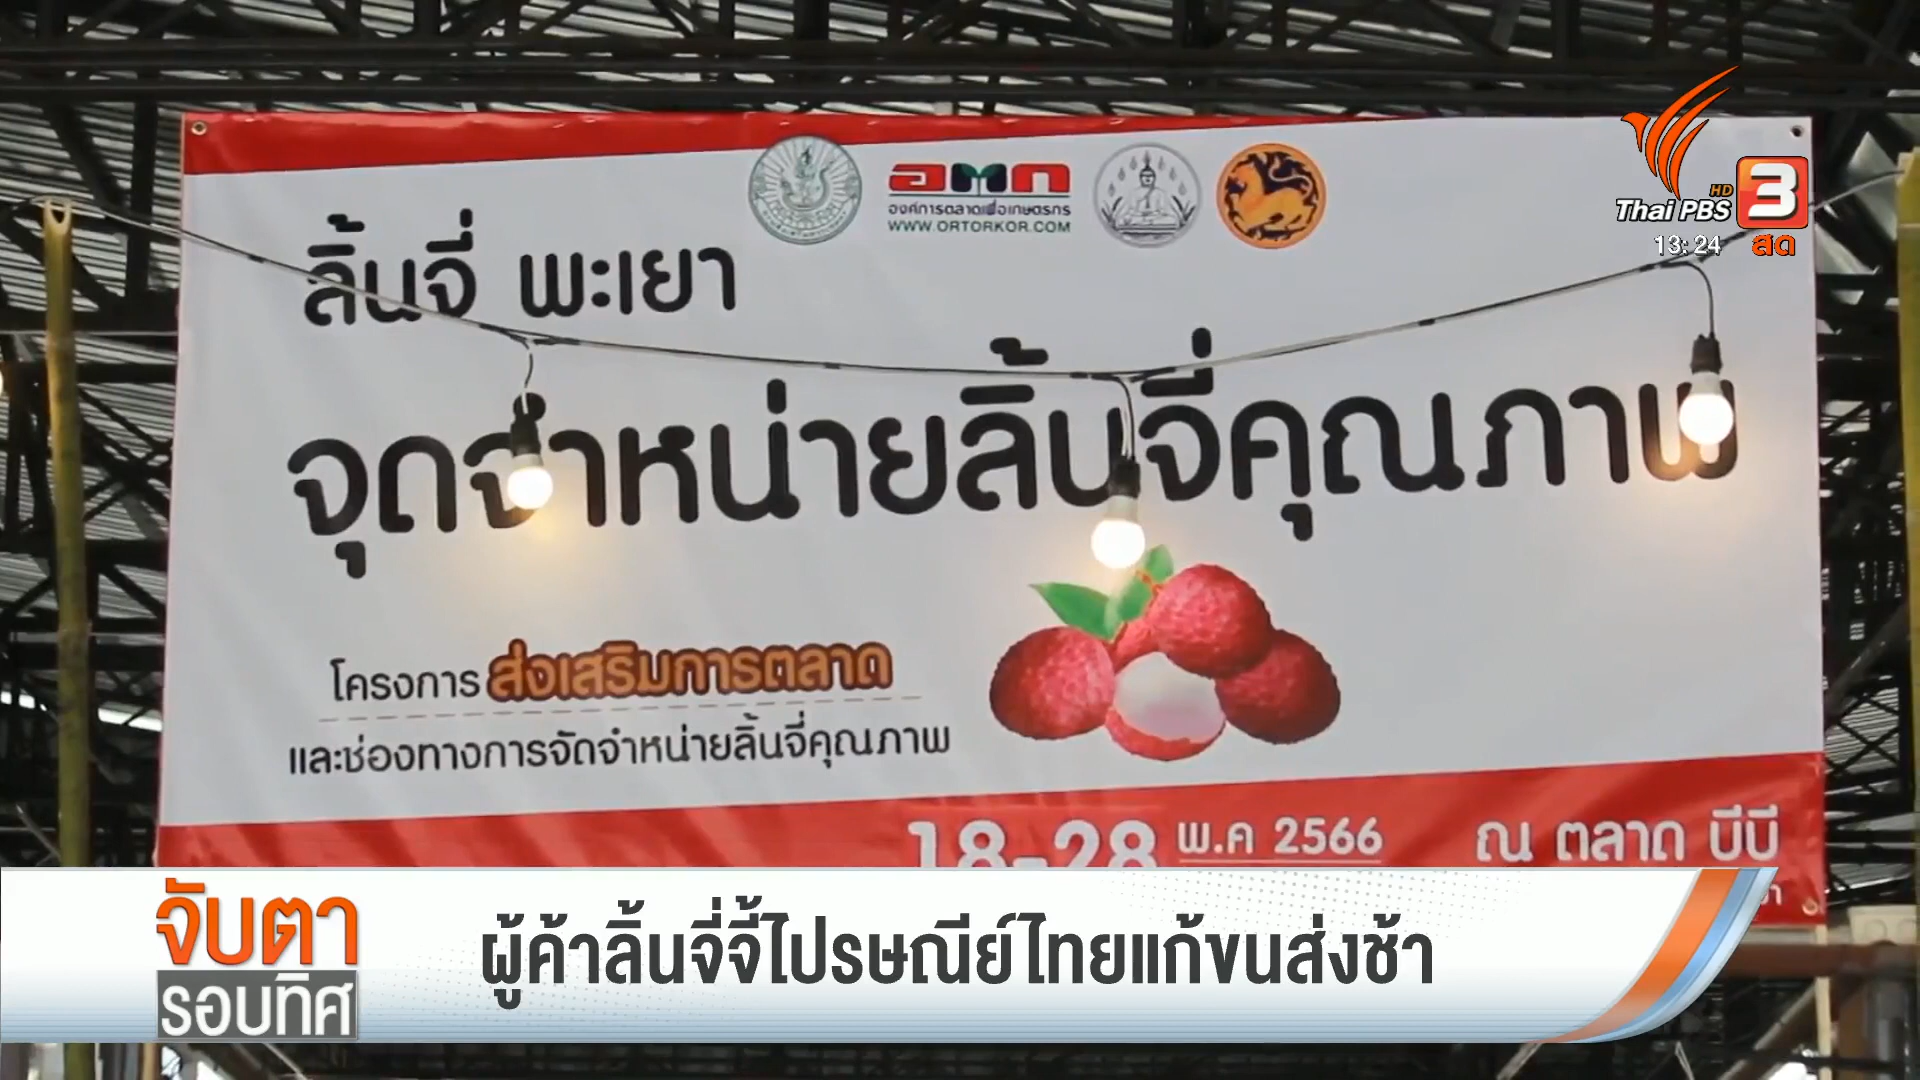 อตก
องค์การตลาดเพื่อเกษตรกร
WWW.ORTORKOR.COM
HD
Thai PBS 3
13:24 สด
ลิ้นจี่ พะเยา
จุดจำหน่ายลิ้นจี่คุณภาพ
โครงการ ส่งเสริมการตลาด
และช่องทางการจัดจำหน่ายลิ้นจี่คุณภาพ
18-28 พ.ค 2566 ณ ตลาด บีบี
จับตา
รอบทิศ
ผู้ค้าลิ้นจี่จี้ไปรษณีย์ไทยแก้ขนส่งช้า